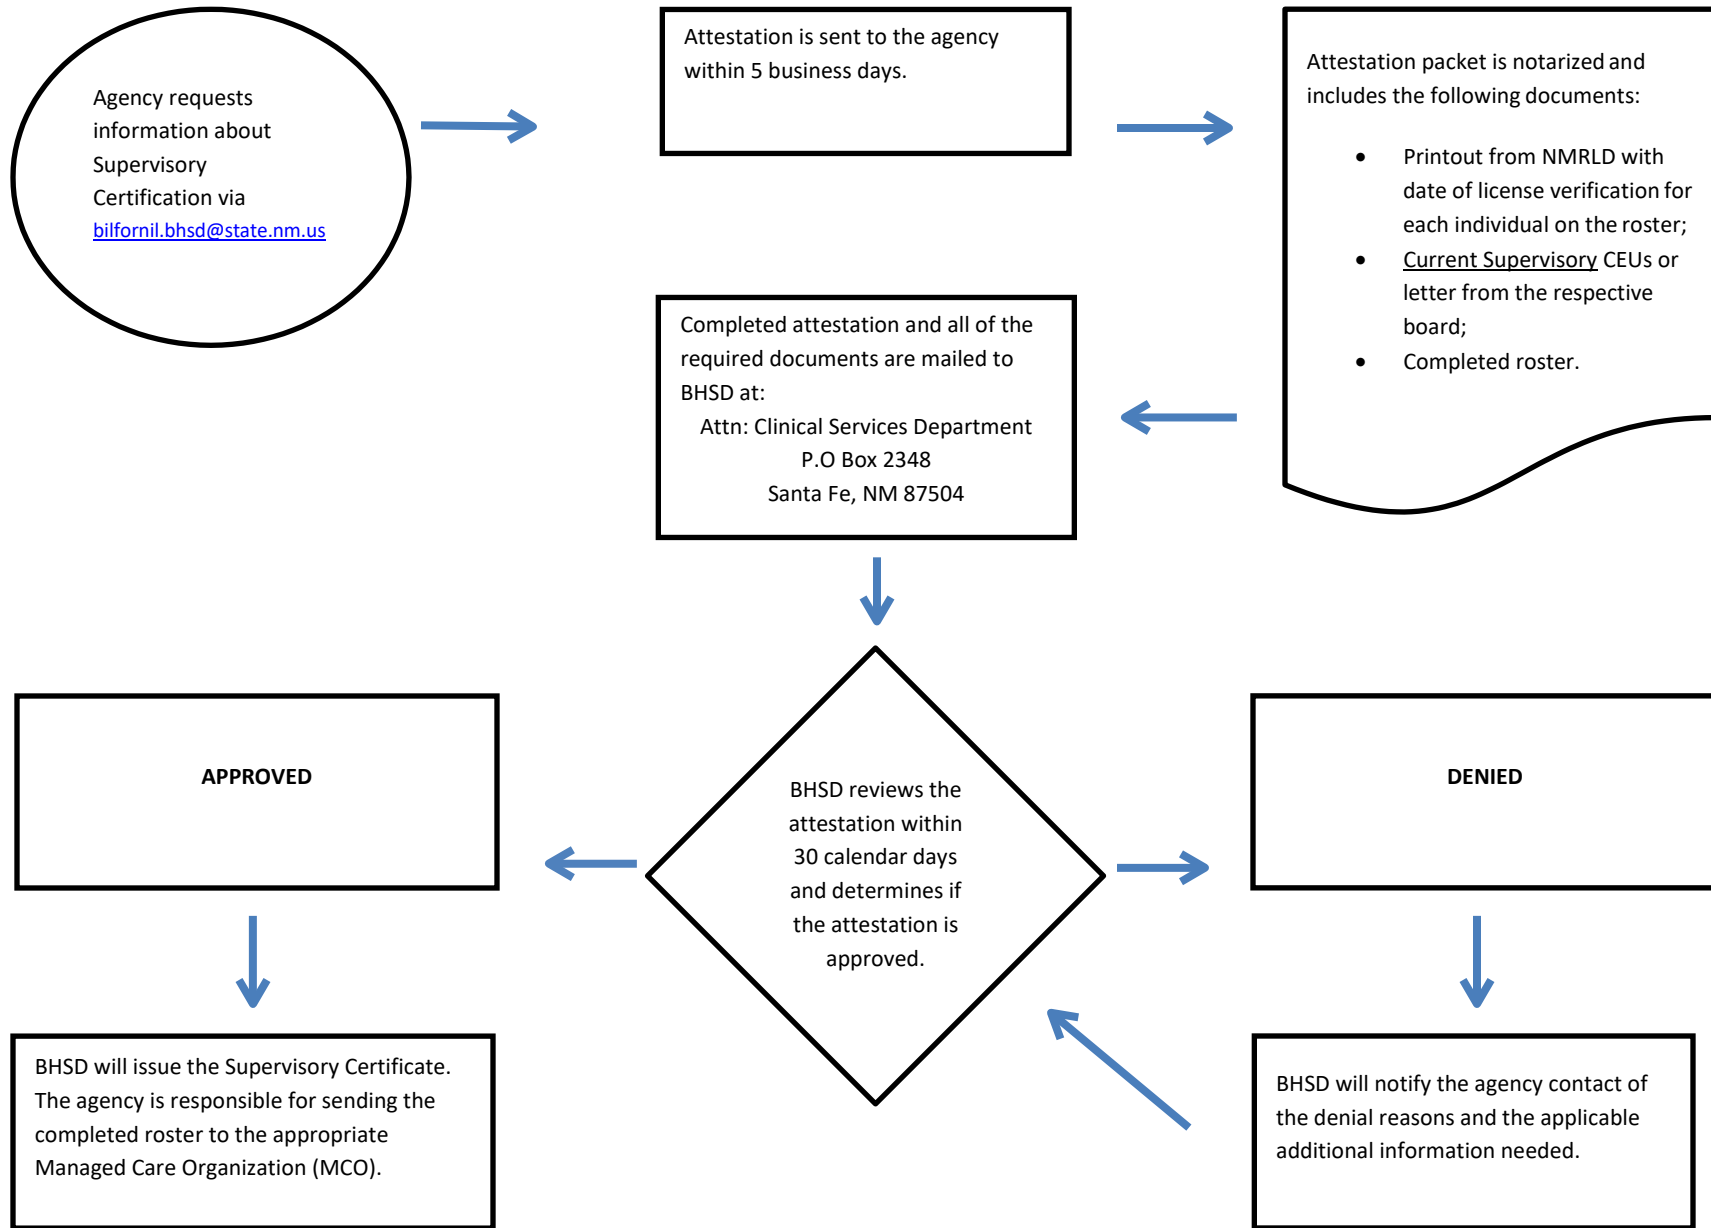 Agency requests
information about
Supervisory
Certification via
bilfornil.bhsd@state.nm.us
Attestation is sent to the agency
within 5 business days.
Attestation packet is notarized and
includes the following documents:
• Printout from NMRLD with
date of license verification for
each individual on the roster;
• Current Supervisory CEUs or
letter from the respective
board;
• Completed roster.
Completed attestation and all of the
required documents are mailed to
BHSD at:
Attn: Clinical Services Department
P.O Box 2348
Santa Fe, NM 87504
BHSD reviews the
attestation within
30 calendar days
and determines if
the attestation is
approved.
APPROVED
DENIED
BHSD will issue the Supervisory Certificate.
The agency is responsible for sending the
completed roster to the appropriate
Managed Care Organization (MCO).
BHSD will notify the agency contact of
the denial reasons and the applicable
additional information needed.